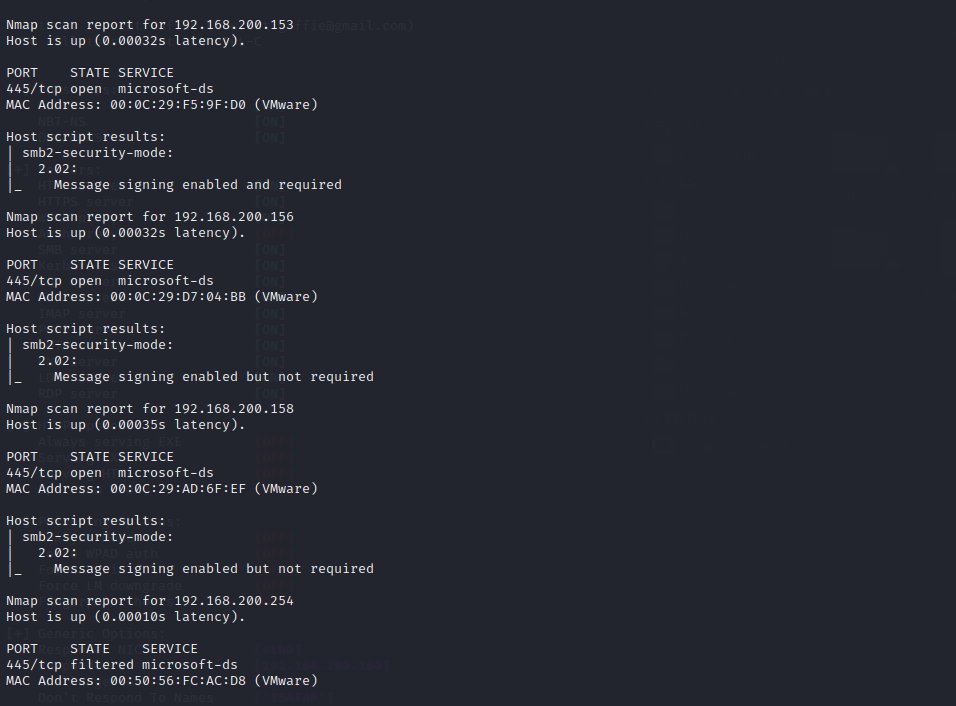 Nmap scan report for 192.168.200.153
Host is up (0.00032s latency).
PORT    STATE SERVICE
445/tcp open  microsoft-ds
MAC Address: 00:0C:29:F5:9F:D0 (VMware)
Host script results:
| smb2-security-mode:
|   2.02:
|_    Message signing enabled and required
Nmap scan report for 192.168.200.156
Host is up (0.00032s latency).
PORT    STATE SERVICE
445/tcp open  microsoft-ds
MAC Address: 00:0C:29:D7:04:BB (VMware)
Host script results:
| smb2-security-mode:
|   2.02:
|_    Message signing enabled but not required
Nmap scan report for 192.168.200.158
Host is up (0.00035s latency).
PORT    STATE SERVICE
445/tcp open  microsoft-ds
MAC Address: 00:0C:29:AD:6F:EF (VMware)
Host script results:
| smb2-security-mode:
|   2.02:
|_    Message signing enabled but not required
Nmap scan report for 192.168.200.254
Host is up (0.00010s latency).
PORT    STATE    SERVICE
445/tcp filtered microsoft-ds
MAC Address: 00:50:56:FC:AC:D8 (VMware)